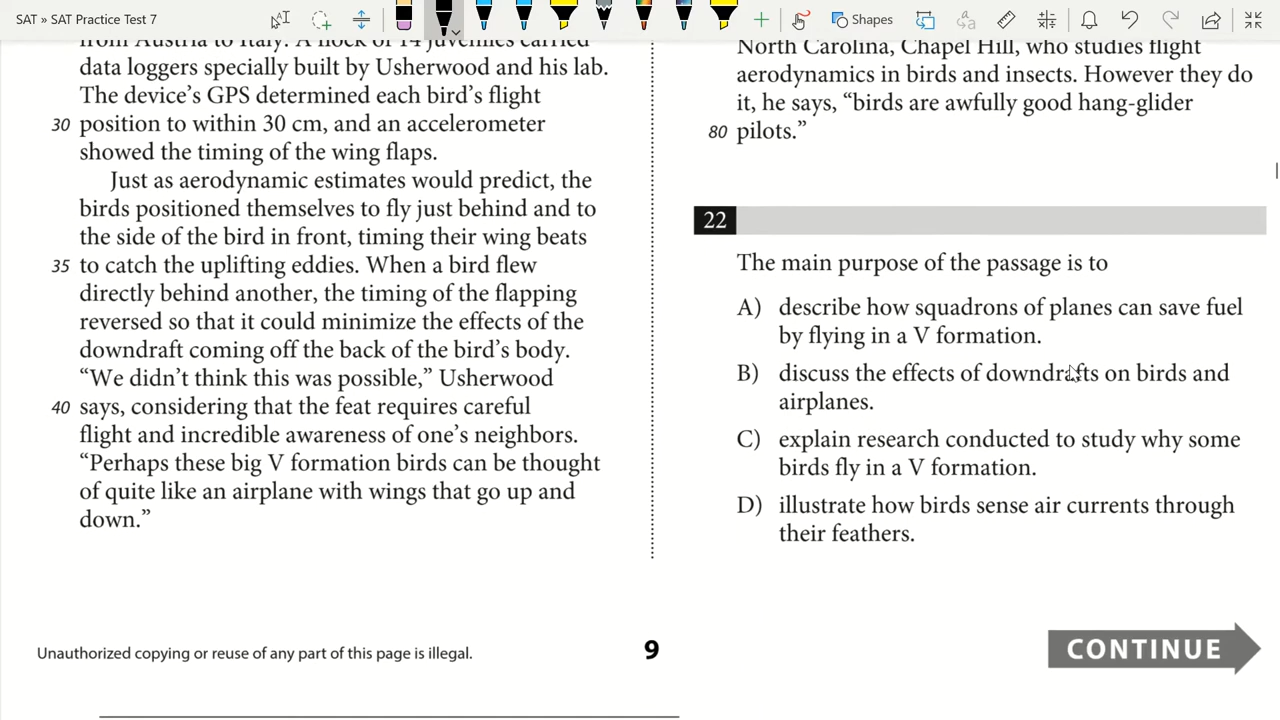 SAT » SAT Practice Test 7
Shapes
from Austria to Italy. A flock of 14 juveniles carried
data loggers specially built by Usherwood and his lab.
The device’s GPS determined each bird’s flight
30 position to within 30 cm, and an accelerometer
showed the timing of the wing flaps.
Just as aerodynamic estimates would predict, the
birds positioned themselves to fly just behind and to
the side of the bird in front, timing their wing beats
35 to catch the uplifting eddies. When a bird flew
directly behind another, the timing of the flapping
reversed so that it could minimize the effects of the
downdraft coming off the back of the bird’s body.
“We didn’t think this was possible,” Usherwood
40 says, considering that the feat requires careful
flight and incredible awareness of one’s neighbors.
“Perhaps these big V formation birds can be thought
of quite like an airplane with wings that go up and
down.”
North Carolina, Chapel Hill, who studies flight
aerodynamics in birds and insects. However they do
it, he says, “birds are awfully good hang-glider
80 pilots.”
22
The main purpose of the passage is to
A) describe how squadrons of planes can save fuel
by flying in a V formation.
B) discuss the effects of downdrafts on birds and
airplanes.
C) explain research conducted to study why some
birds fly in a V formation.
D) illustrate how birds sense air currents through
their feathers.
Unauthorized copying or reuse of any part of this page is illegal.
9
CONTINUE